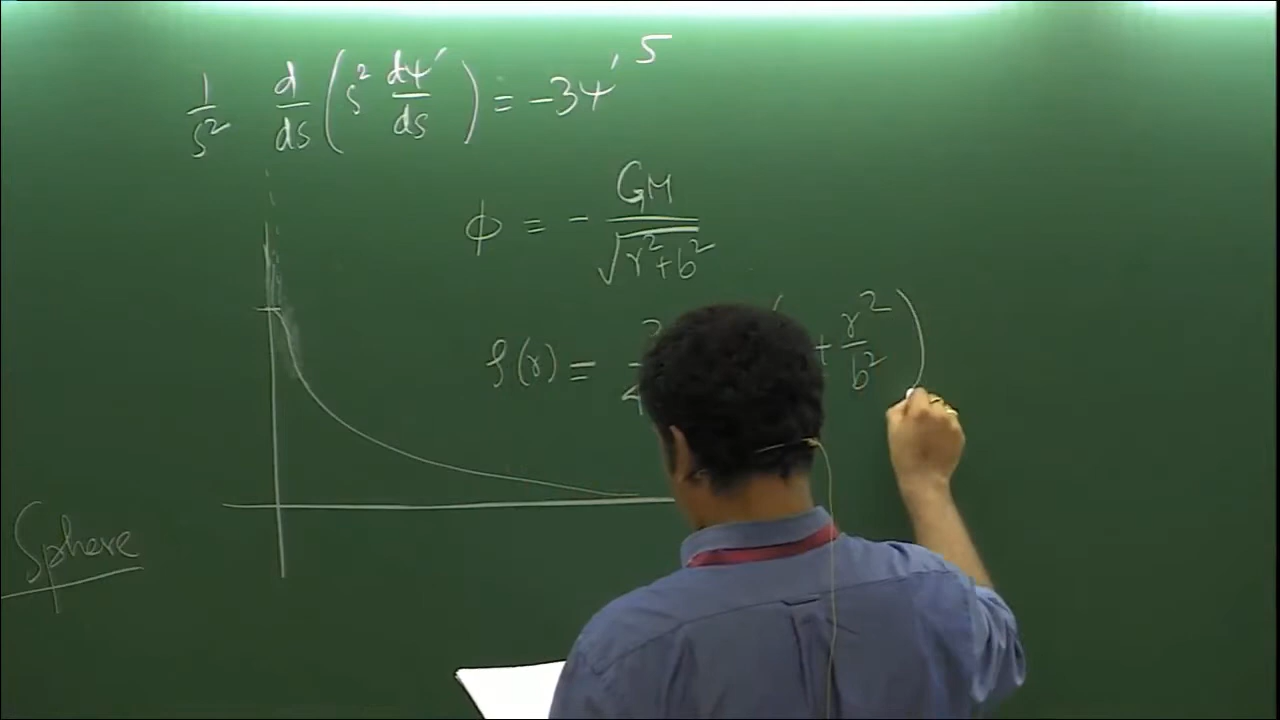 1/s² d/ds (s² dψ′/ds) = -3ψ′⁵
φ = - GM/√(r²+b²)
ρ(r) = + r²/b² )
Sphere